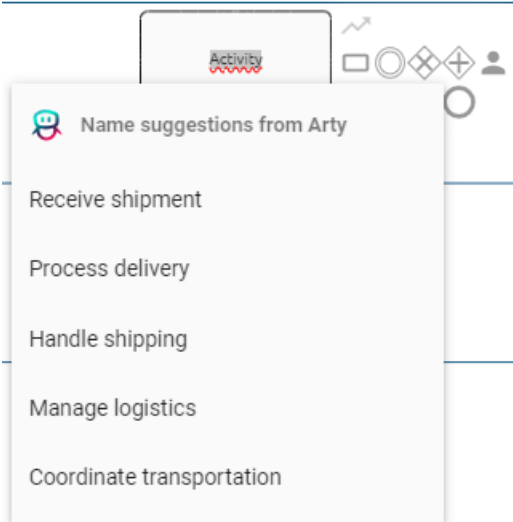 Activity
Name suggestions from Arty
Receive shipment
Process delivery
Handle shipping
Manage logistics
Coordinate transportation